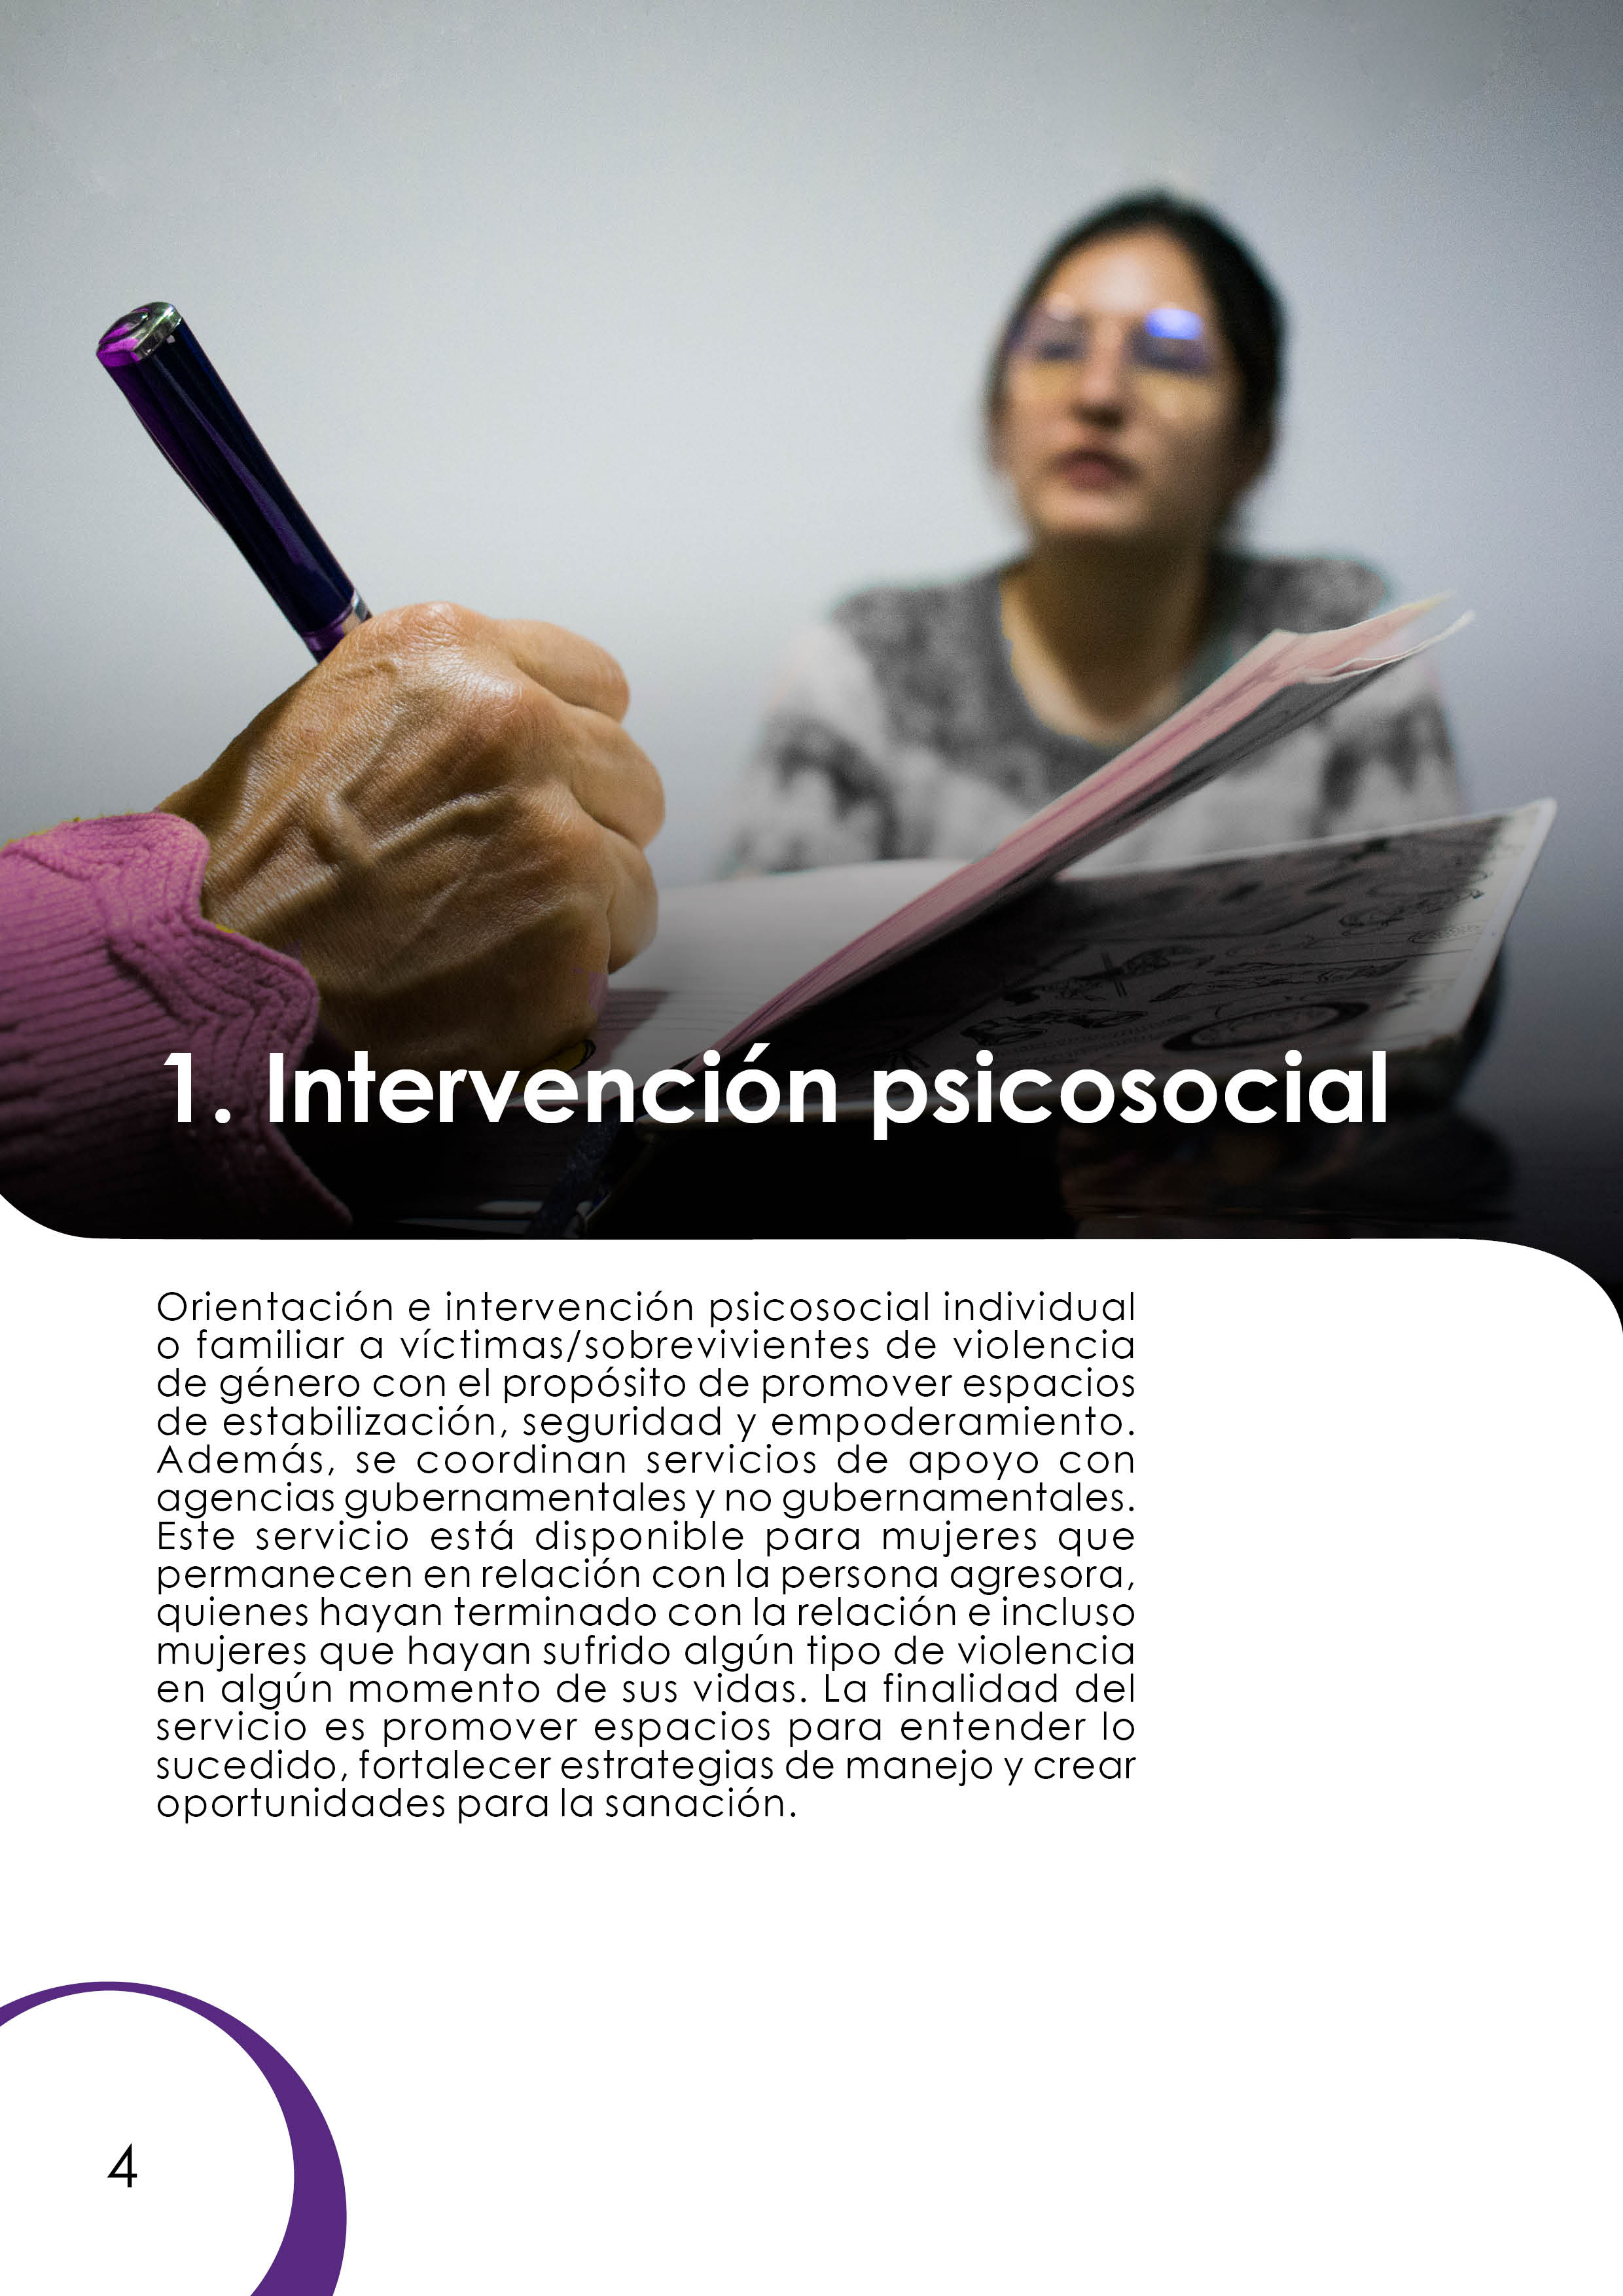 1. Intervención psicosocial
Orientación e intervención psicosocial individual
o familiar a víctimas/sobrevivientes de violencia
de género con el propósito de promover espacios
de estabilización, seguridad y empoderamiento.
Además, se coordinan servicios de apoyo con
agencias gubernamentales y no gubernamentales.
Este servicio está disponible para mujeres que
permanecen en relación con la persona agresora,
quienes hayan terminado con la relación e incluso
mujeres que hayan sufrido algún tipo de violencia
en algún momento de sus vidas. La finalidad del
servicio es promover espacios para entender lo
sucedido, fortalecer estrategias de manejo y crear
oportunidades para la sanación.
4